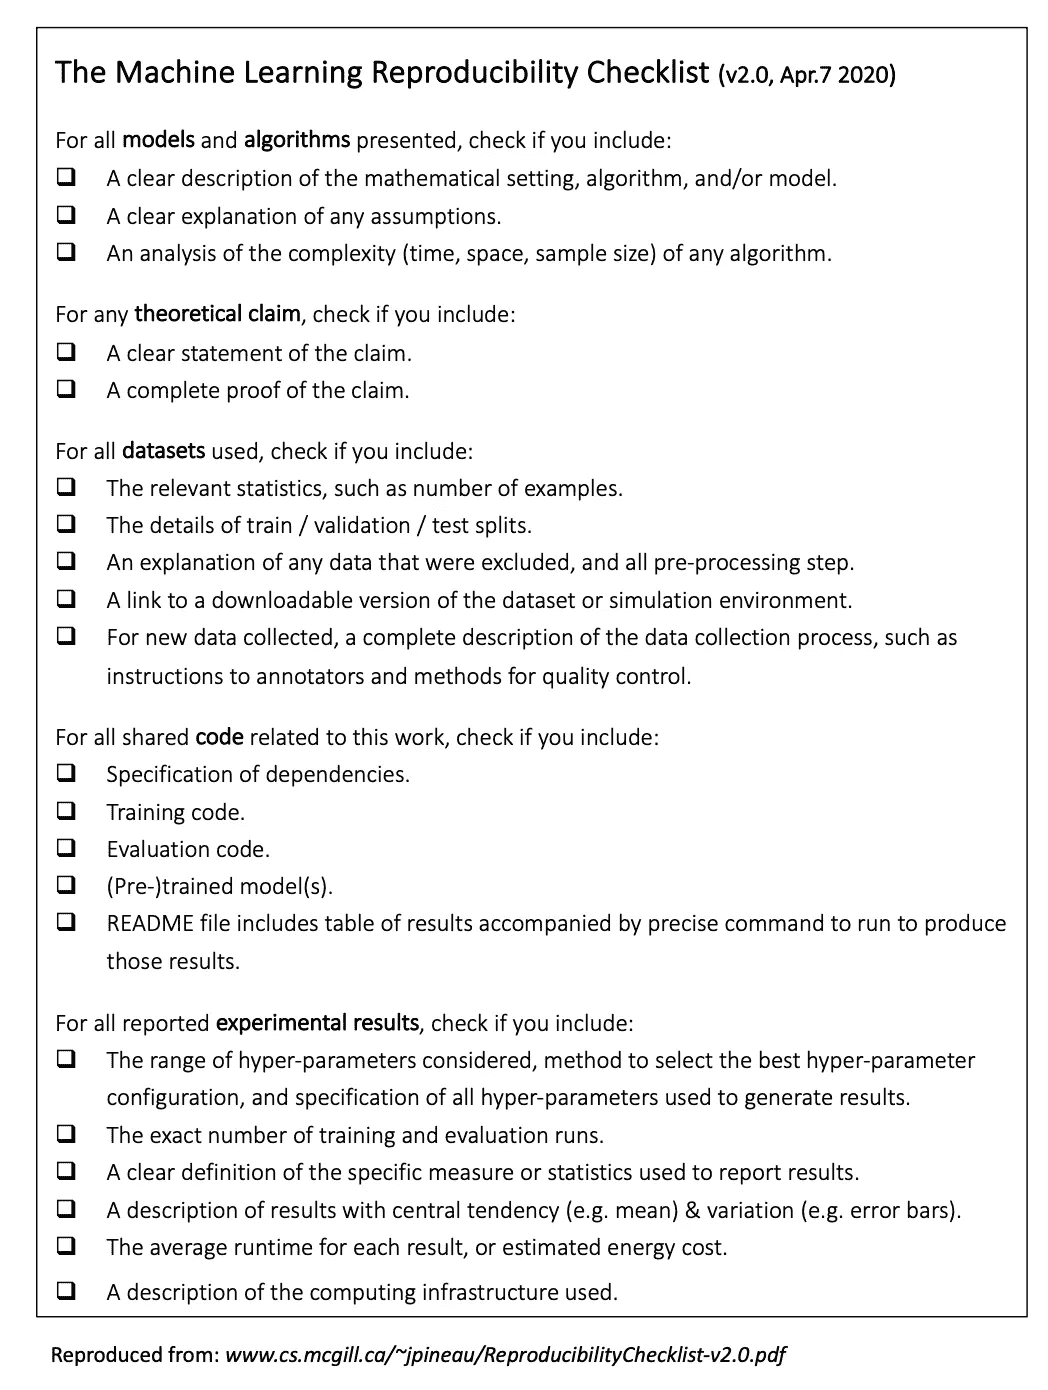 The Machine Learning Reproducibility Checklist (v2.0, Apr.7 2020)
For all models and algorithms presented, check if you include:
A clear description of the mathematical setting, algorithm, and/or model.
A clear explanation of any assumptions.
An analysis of the complexity (time, space, sample size) of any algorithm.
For any theoretical claim, check if you include:
A clear statement of the claim.
A complete proof of the claim.
For all datasets used, check if you include:
The relevant statistics, such as number of examples.
The details of train / validation / test splits.
An explanation of any data that were excluded, and all pre-processing step.
A link to a downloadable version of the dataset or simulation environment.
For new data collected, a complete description of the data collection process, such as
instructions to annotators and methods for quality control.
For all shared code related to this work, check if you include:
Specification of dependencies.
Training code.
Evaluation code.
(Pre-)trained model(s).
README file includes table of results accompanied by precise command to run to produce
those results.
For all reported experimental results, check if you include:
The range of hyper-parameters considered, method to select the best hyper-parameter
configuration, and specification of all hyper-parameters used to generate results.
The exact number of training and evaluation runs.
A clear definition of the specific measure or statistics used to report results.
A description of results with central tendency (e.g. mean) & variation (e.g. error bars).
The average runtime for each result, or estimated energy cost.
A description of the computing infrastructure used.
Reproduced from: www.cs.mcgill.ca/~jpineau/ReproducibilityChecklist-v2.0.pdf